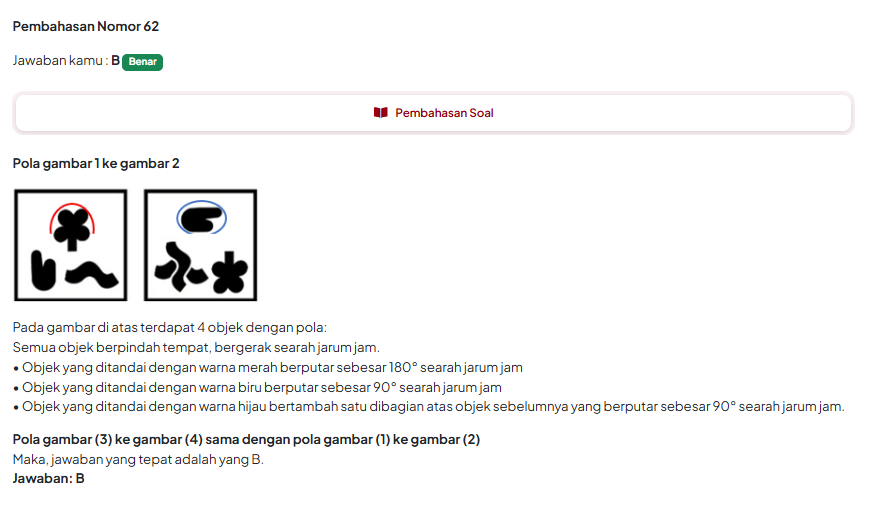 Pembahasan Nomor 62
Jawaban kamu : B Benar
Pembahasan Soal
Pola gambar 1 ke gambar 2
Pada gambar di atas terdapat 4 objek dengan pola:
Semua objek berpindah tempat, bergerak searah jarum jam.
• Objek yang ditandai dengan warna merah berputar sebesar 180° searah jarum jam
• Objek yang ditandai dengan warna biru berputar sebesar 90° searah jarum jam
• Objek yang ditandai dengan warna hijau bertambah satu dibagian atas objek sebelumnya yang berputar sebesar 90° searah jarum jam.
Pola gambar (3) ke gambar (4) sama dengan pola gambar (1) ke gambar (2)
Maka, jawaban yang tepat adalah yang B.
Jawaban: B